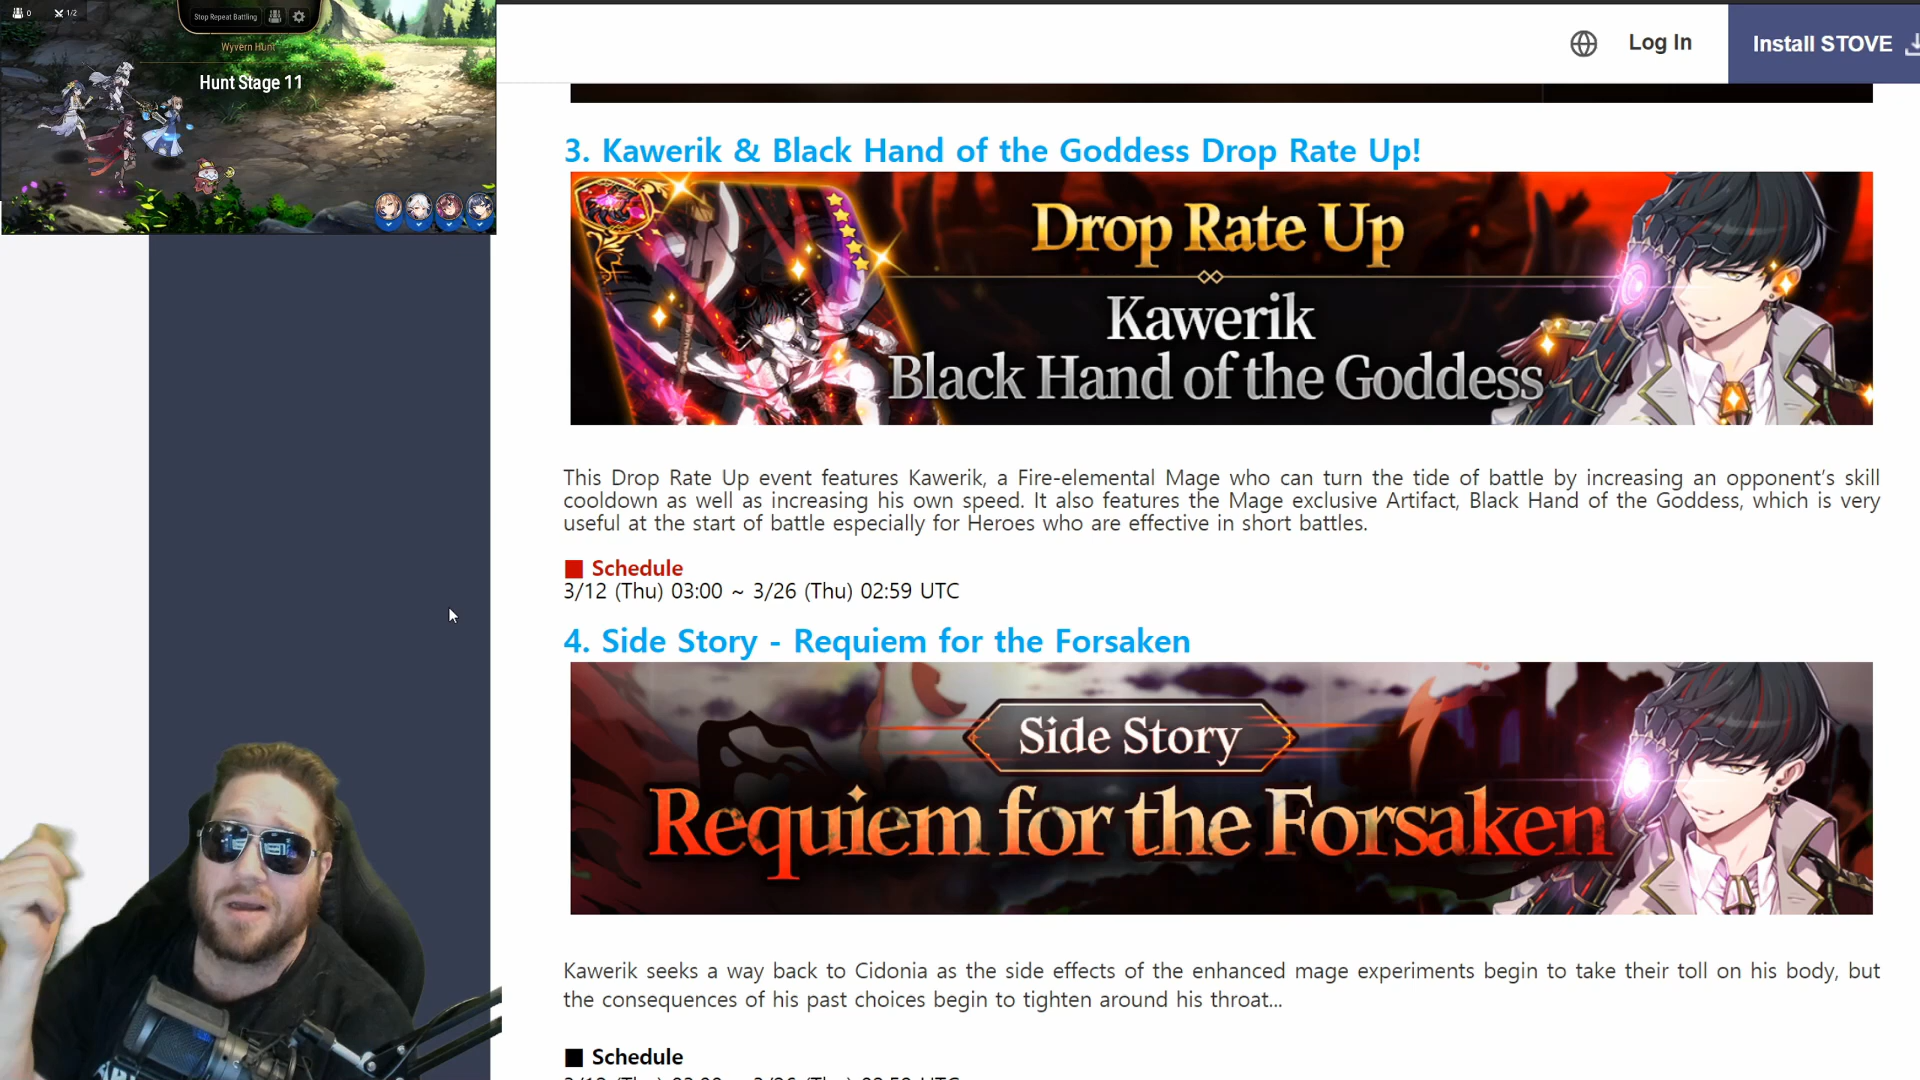 0
1/2
Stop Repeat Battling
Wyvern Hunt
Hunt Stage 11
Log In
Install STOVE
3. Kawerik & Black Hand of the Goddess Drop Rate Up!
Drop Rate Up
Kawerik
Black Hand of the Goddess
This Drop Rate Up event features Kawerik, a Fire-elemental Mage who can turn the tide of battle by increasing an opponent’s skill
cooldown as well as increasing his own speed. It also features the Mage exclusive Artifact, Black Hand of the Goddess, which is very
useful at the start of battle especially for Heroes who are effective in short battles.
■ Schedule
3/12 (Thu) 03:00 ~ 3/26 (Thu) 02:59 UTC
4. Side Story - Requiem for the Forsaken
Side Story
Requiem for the Forsaken
Kawerik seeks a way back to Cidonia as the side effects of the enhanced mage experiments begin to take their toll on his body, but
the consequences of his past choices begin to tighten around his throat...
■ Schedule